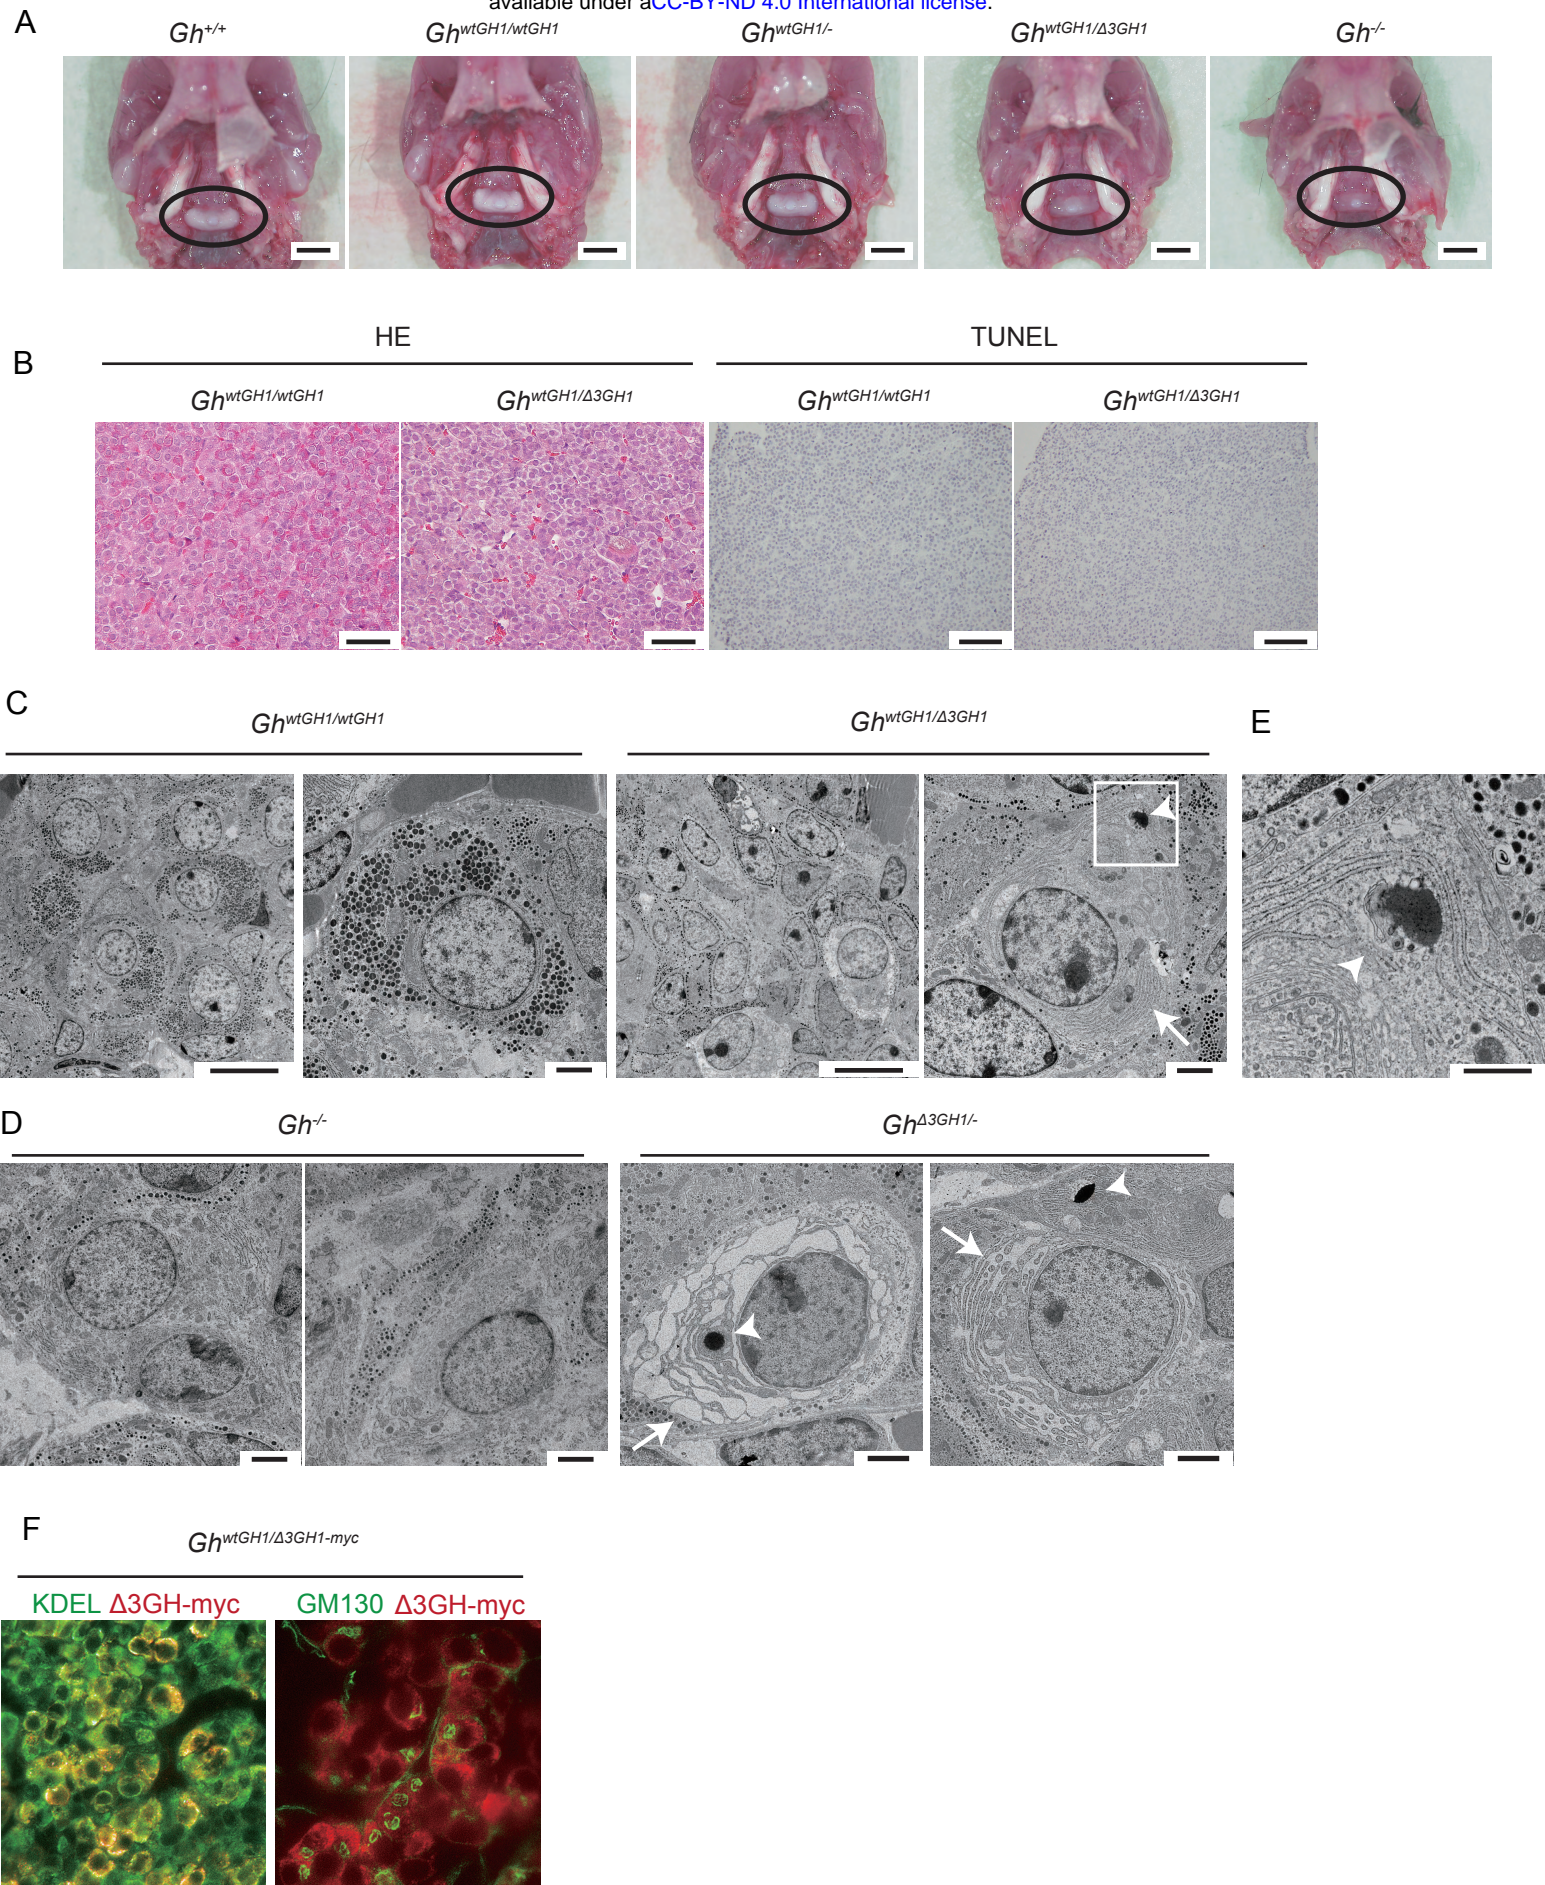 available under aCC-BY-ND 4.0 International license.
A
Gh+/+ GhwtGH1/wtGH1 GhwtGH1/- GhwtGH1/Δ3GH1 Gh-/-
HE TUNEL
B
GhwtGH1/wtGH1 GhwtGH1/Δ3GH1 GhwtGH1/wtGH1 GhwtGH1/Δ3GH1
C
GhwtGH1/wtGH1 GhwtGH1/Δ3GH1 E
D
Gh-/- GhΔ3GH1/-
F
GhwtGH1/Δ3GH1-myc
KDEL Δ3GH-myc GM130 Δ3GH-myc